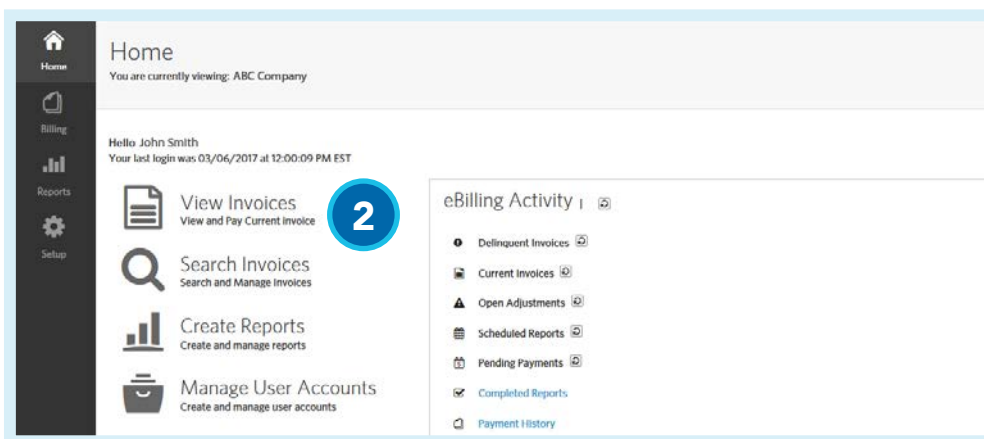 Home
Billing
Reports
Setup
Home
You are currently viewing: ABC Company
Hello John Smith
Your last login was 03/06/2017 at 12:00:09 PM EST
View Invoices
View and Pay Current Invoice
2
Search Invoices
Search and Manage Invoices
Create Reports
Create and manage reports
Manage User Accounts
Create and manage user accounts
eBilling Activity |
Delinquent Invoices
Current Invoices
Open Adjustments
Scheduled Reports
Pending Payments
Completed Reports
Payment History